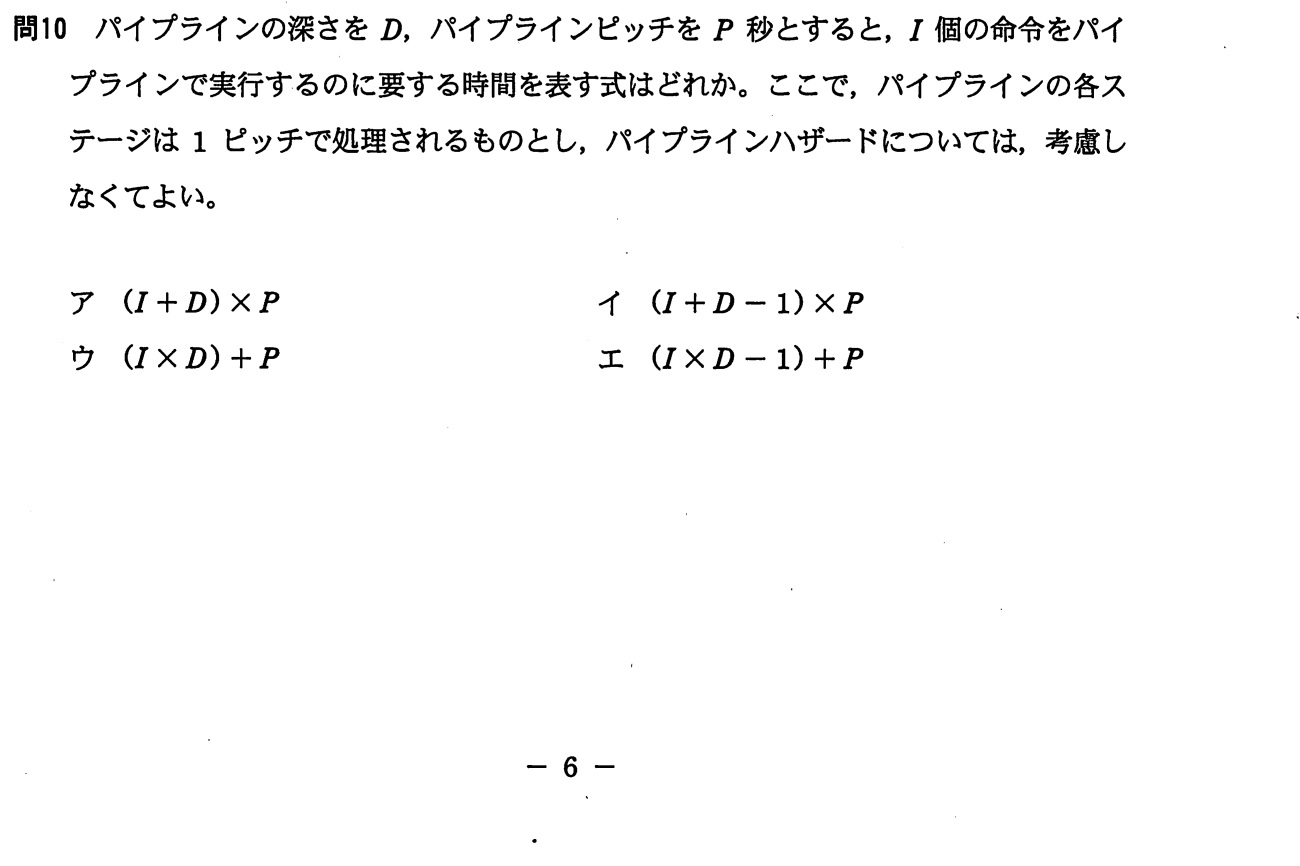 問10 パイプラインの深さを D，パイプラインピッチを P 秒とすると，I 個の命令をパイ
プラインで実行するのに要する時間を表す式はどれか。ここで，パイプラインの各ス
テージは 1 ピッチで処理されるものとし，パイプラインハザードについては，考慮し
なくてよい。
ア (I + D) × P イ (I + D − 1) × P
ウ (I × D) + P エ (I × D − 1) + P
− 6 −